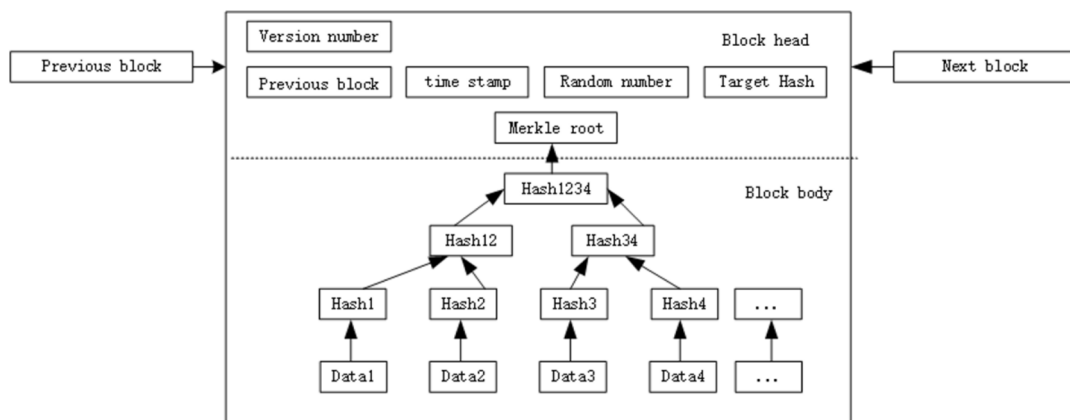 Version number
Block head
Previous block
Next block
Previous block
time stamp
Random number
Target Hash
Merkle root
Hash1234
Block body
Hash12
Hash34
Hash1
Hash2
Hash3
Hash4
...
Data1
Data2
Data3
Data4
...